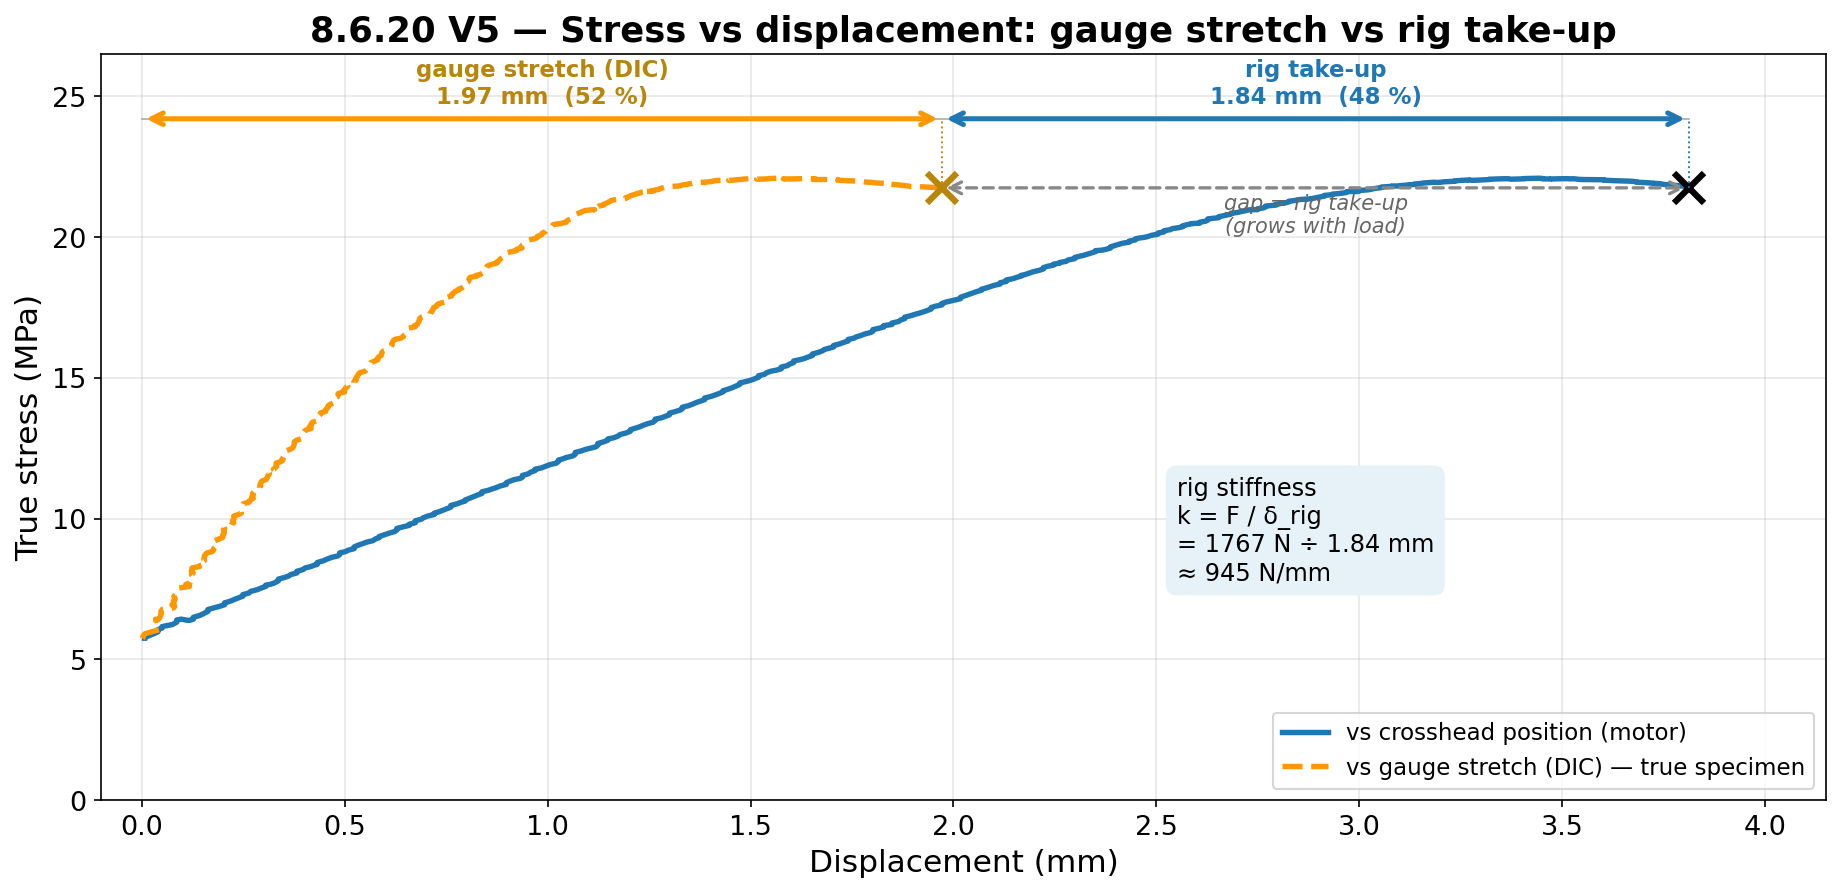 8.6.20 V5 — Stress vs displacement: gauge stretch vs rig take-up
gauge stretch (DIC)
1.97 mm  (52 %)
rig take-up
1.84 mm  (48 %)
gap = rig take-up
(grows with load)
rig stiffness
k = F / δ_rig
= 1767 N ÷ 1.84 mm
≈ 945 N/mm
vs crosshead position (motor)
vs gauge stretch (DIC) — true specimen
True stress (MPa)
25
20
15
10
5
0
0.0 0.5 1.0 1.5 2.0 2.5 3.0 3.5 4.0
Displacement (mm)